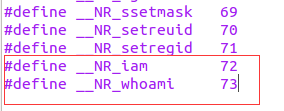 #define __NR_ssetmask 69
#define __NR_setreuid 70
#define __NR_setregid 71
#define __NR_iam 72
#define __NR_whoami 73